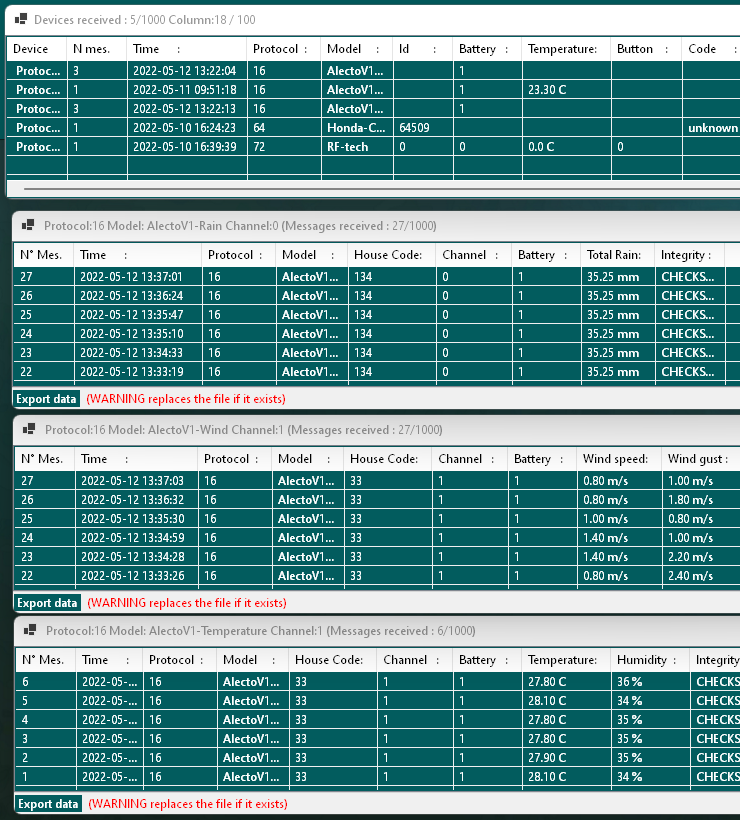 Devices received : 5/1000 Column:18 / 100
Device N mes. Time : Protocol : Model : Id : Battery : Temperature: Button : Code :
Protoc... 3 2022-05-12 13:22:04 16 AlectoV1... 1
Protoc... 1 2022-05-11 09:51:18 16 AlectoV1... 23.30 C
Protoc... 3 2022-05-12 13:22:13 16 AlectoV1... 1
Protoc... 1 2022-05-10 16:24:23 64 Honda-C... 64509 unknown
Protoc... 1 2022-05-10 16:39:39 72 RF-tech 0 0 0.0 C 0
Protocol:16 Model: AlectoV1-Rain Channel:0 (Messages received : 27/1000)
N° Mes. Time : Protocol : Model : House Code: Channel : Battery : Total Rain: Integrity :
27 2022-05-12 13:37:01 16 AlectoV1... 134 0 1 35.25 mm CHECKS...
26 2022-05-12 13:36:24 16 AlectoV1... 134 0 1 35.25 mm CHECKS...
25 2022-05-12 13:35:47 16 AlectoV1... 134 0 1 35.25 mm CHECKS...
24 2022-05-12 13:35:10 16 AlectoV1... 134 0 1 35.25 mm CHECKS...
23 2022-05-12 13:34:33 16 AlectoV1... 134 0 1 35.25 mm CHECKS...
22 2022-05-12 13:33:19 16 AlectoV1... 134 0 1 35.25 mm CHECKS...
Export data (WARNING replaces the file if it exists)
Protocol:16 Model: AlectoV1-Wind Channel:1 (Messages received : 27/1000)
N° Mes. Time : Protocol : Model : House Code: Channel : Battery : Wind speed: Wind gust :
27 2022-05-12 13:37:03 16 AlectoV1... 33 1 1 0.80 m/s 1.00 m/s
26 2022-05-12 13:36:32 16 AlectoV1... 33 1 1 0.80 m/s 1.80 m/s
25 2022-05-12 13:35:30 16 AlectoV1... 33 1 1 1.00 m/s 0.80 m/s
24 2022-05-12 13:34:59 16 AlectoV1... 33 1 1 1.40 m/s 1.00 m/s
23 2022-05-12 13:34:28 16 AlectoV1... 33 1 1 1.40 m/s 2.20 m/s
22 2022-05-12 13:33:26 16 AlectoV1... 33 1 1 0.80 m/s 2.40 m/s
Export data (WARNING replaces the file if it exists)
Protocol:16 Model: AlectoV1-Temperature Channel:1 (Messages received : 6/1000)
N° Mes. Time : Protocol : Model : House Code: Channel : Battery : Temperature: Humidity : Integrity
6 2022-05-... 16 AlectoV1... 33 1 1 27.80 C 36 % CHECKS
5 2022-05-... 16 AlectoV1... 33 1 1 28.10 C 34 % CHECKS
4 2022-05-... 16 AlectoV1... 33 1 1 27.80 C 35 % CHECKS
3 2022-05-... 16 AlectoV1... 33 1 1 27.80 C 35 % CHECKS
2 2022-05-... 16 AlectoV1... 33 1 1 27.90 C 35 % CHECKS
1 2022-05-... 16 AlectoV1... 33 1 1 28.10 C 34 % CHECKS
Export data (WARNING replaces the file if it exists)